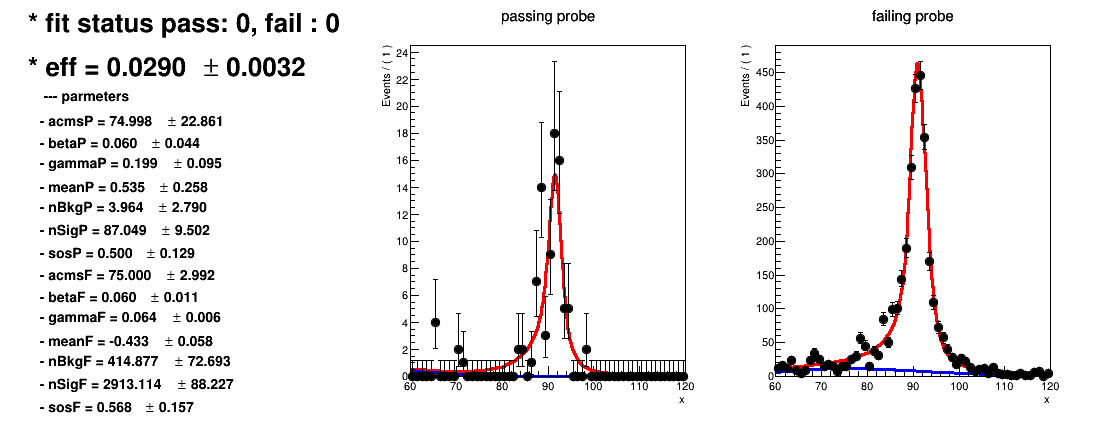 * fit status pass: 0, fail : 0
* eff = 0.0290 ± 0.0032
--- parmeters
- acmsP = 74.998 ± 22.861
- betaP = 0.060 ± 0.044
- gammaP = 0.199 ± 0.095
- meanP = 0.535 ± 0.258
- nBkgP = 3.964 ± 2.790
- nSigP = 87.049 ± 9.502
- sosP = 0.500 ± 0.129
- acmsF = 75.000 ± 2.992
- betaF = 0.060 ± 0.011
- gammaF = 0.064 ± 0.006
- meanF = -0.433 ± 0.058
- nBkgF = 414.877 ± 72.693
- nSigF = 2913.114 ± 88.227
- sosF = 0.568 ± 0.157
passing probe
Events / ( 1 )
24
22
20
18
16
14
12
10
8
6
4
2
0
60 70 80 90 100 110 120
x
failing probe
Events / ( 1 )
450
400
350
300
250
200
150
100
50
0
60 70 80 90 100 110 120
x